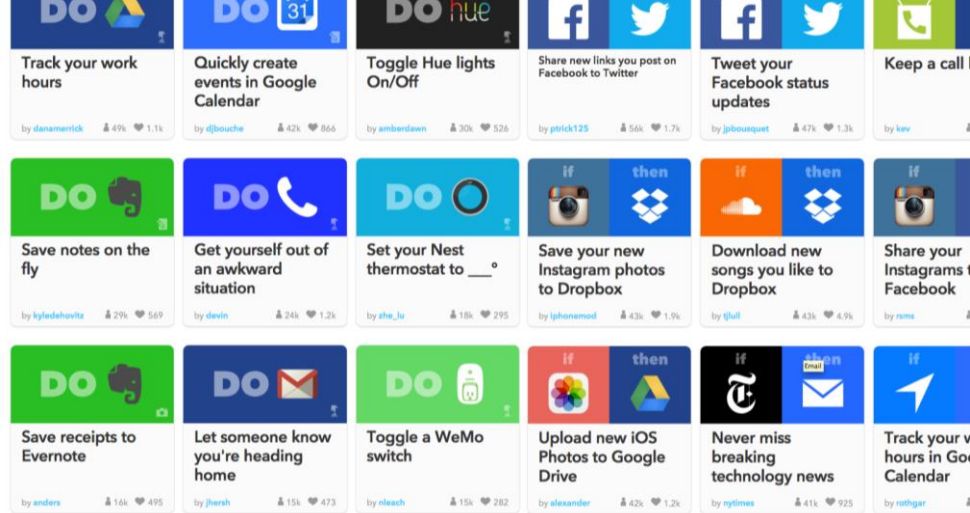 DO
DO 31
DO hue
Track your work
hours
Quickly create
events in Google
Calendar
Toggle Hue lights
On/Off
Share new links you post on
Facebook to Twitter
Tweet your
Facebook status
updates
Keep a call
by danamerrick 49k 1.1k
by djbouche 42k 866
by amberdawn 30k 526
by ptrick125 56k 1.7k
by jpbousquet 47k 1.3k
by kev
DO
DO
DO
if then
if then
if
Save notes on the
fly
Get yourself out of
an awkward
situation
Set your Nest
thermostat to ___°
Save your new
Instagram photos
to Dropbox
Download new
songs you like to
Dropbox
Share your
Instagrams
Facebook
by kyledehovitz 29k 569
by devin 24k 1.2k
by zhe_lu 18k 295
by iphonemod 43k 1.9k
by tjlull 43k 4.9k
by rsms
DO
DO
DO
if then
if then
Email
if
Save receipts to
Evernote
Let someone know
you're heading
home
Toggle a WeMo
switch
Upload new iOS
Photos to Google
Drive
Never miss
breaking
technology news
Track your
hours in
Calendar
by anders 16k 495
by jhersh 15k 473
by nleach 15k 282
by alexander 42k 1.2k
by nytimes 41k 925
by rothgar